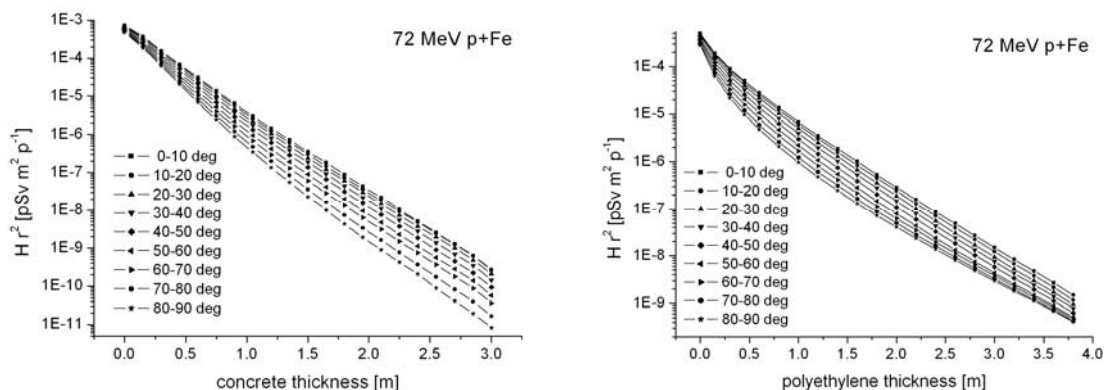 72 MeV p+Fe
1E-3
1E-4
1E-5
1E-6
1E-7
1E-8
1E-9
1E-10
1E-11
H r² [pSv m² p⁻¹]
0-10 deg
10-20 deg
20-30 deg
30-40 deg
40-50 deg
50-60 deg
60-70 deg
70-80 deg
80-90 deg
0.0 0.5 1.0 1.5 2.0 2.5 3.0
concrete thickness [m]
72 MeV p+Fe
1E-4
1E-5
1E-6
1E-7
1E-8
1E-9
H r² [pSv m² p⁻¹]
0-10 deg
10-20 deg
20-30 deg
30-40 deg
40-50 deg
50-60 deg
60-70 deg
70-80 deg
80-90 deg
0.0 0.5 1.0 1.5 2.0 2.5 3.0 3.5 4.0
polyethylene thickness [m]